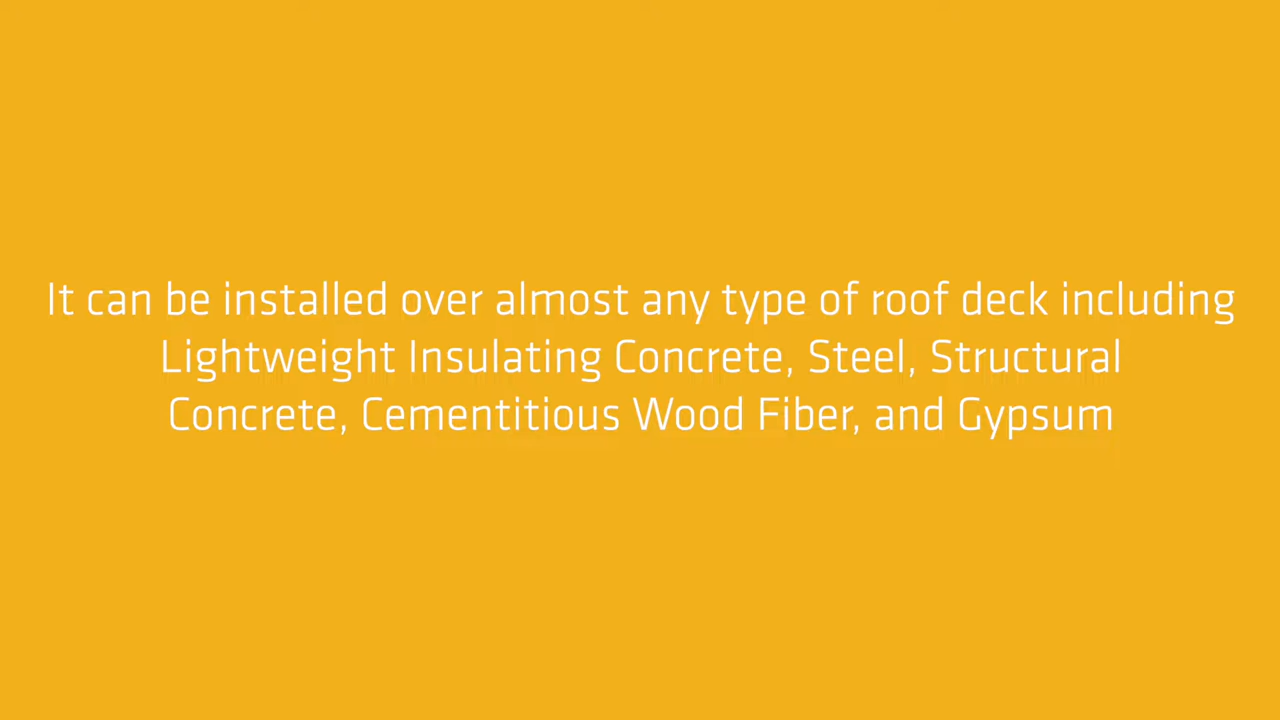 It can be installed over almost any type of roof deck including
Lightweight Insulating Concrete, Steel, Structural
Concrete, Cementitious Wood Fiber, and Gypsum